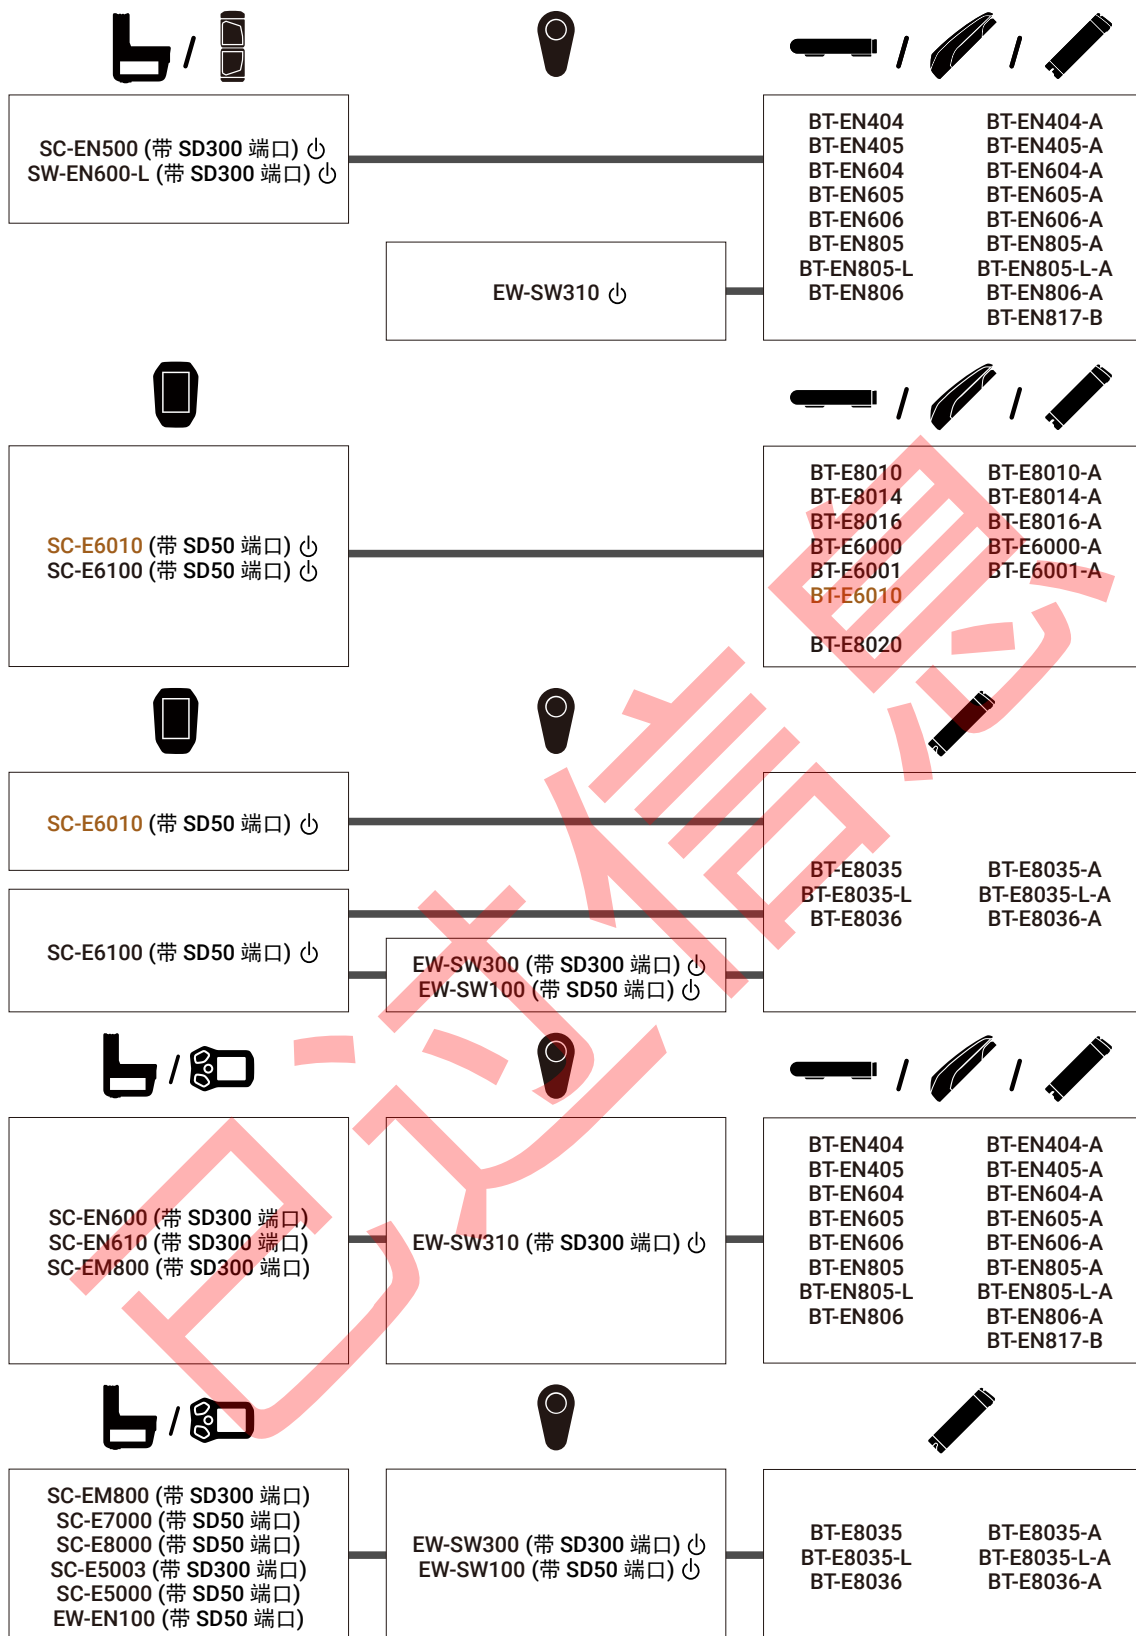 SC-EN500 (带 SD300 端口)
SW-EN600-L (带 SD300 端口)
EW-SW310
BT-EN404 BT-EN404-A
BT-EN405 BT-EN405-A
BT-EN604 BT-EN604-A
BT-EN605 BT-EN605-A
BT-EN606 BT-EN606-A
BT-EN805 BT-EN805-A
BT-EN805-L BT-EN805-L-A
BT-EN806 BT-EN806-A
BT-EN817-B
SC-E6010 (带 SD50 端口)
SC-E6100 (带 SD50 端口)
BT-E8010 BT-E8010-A
BT-E8014 BT-E8014-A
BT-E8016 BT-E8016-A
BT-E6000 BT-E6000-A
BT-E6001 BT-E6001-A
BT-E6010
BT-E8020
SC-E6010 (带 SD50 端口)
SC-E6100 (带 SD50 端口)
EW-SW300 (带 SD300 端口)
EW-SW100 (带 SD50 端口)
BT-E8035 BT-E8035-A
BT-E8035-L BT-E8035-L-A
BT-E8036 BT-E8036-A
SC-EN600 (带 SD300 端口)
SC-EN610 (带 SD300 端口)
SC-EM800 (带 SD300 端口)
EW-SW310 (带 SD300 端口)
BT-EN404 BT-EN404-A
BT-EN405 BT-EN405-A
BT-EN604 BT-EN604-A
BT-EN605 BT-EN605-A
BT-EN606 BT-EN606-A
BT-EN805 BT-EN805-A
BT-EN805-L BT-EN805-L-A
BT-EN806 BT-EN806-A
BT-EN817-B
SC-EM800 (带 SD300 端口)
SC-E7000 (带 SD50 端口)
SC-E8000 (带 SD50 端口)
SC-E5003 (带 SD300 端口)
SC-E5000 (带 SD50 端口)
EW-EN100 (带 SD50 端口)
EW-SW300 (带 SD300 端口)
EW-SW100 (带 SD50 端口)
BT-E8035 BT-E8035-A
BT-E8035-L BT-E8035-L-A
BT-E8036 BT-E8036-A
已过信息